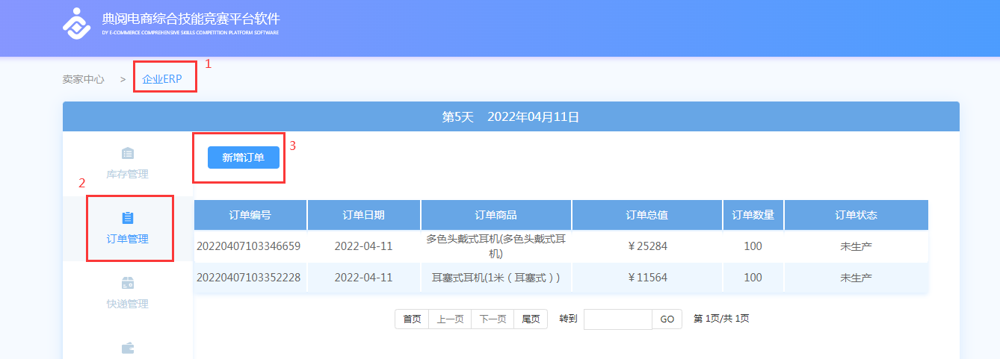 典阅电商综合技能竞赛平台软件
DY E-COMMERCE COMPREHENSIVE SKILLS COMPETITION PLATFORM SOFTWARE
卖家中心 > 企业ERP 1
第5天 2022年04月11日
库存管理
2
订单管理
快递管理
新增订单 3
订单编号 订单日期 订单商品 订单总值 订单数量 订单状态
20220407103346659 2022-04-11 多色头戴式耳机(多色头戴式耳 ￥25284 100 未生产
机)
20220407103352228 2022-04-11 耳塞式耳机(1米（耳塞式）) ￥11564 100 未生产
首页 上一页 下一页 尾页 转到 GO 第 1页/共 1页